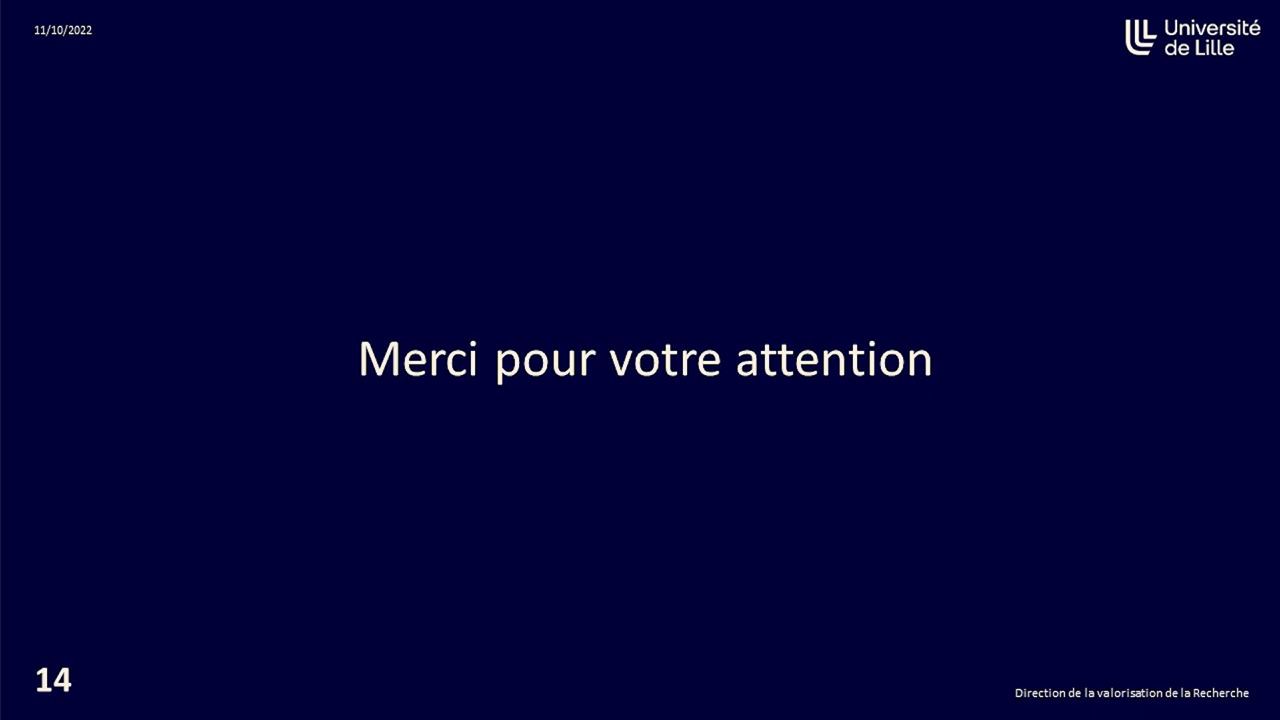 11/10/2022
Université
de Lille
Merci pour votre attention
14
Direction de la valorisation de la Recherche